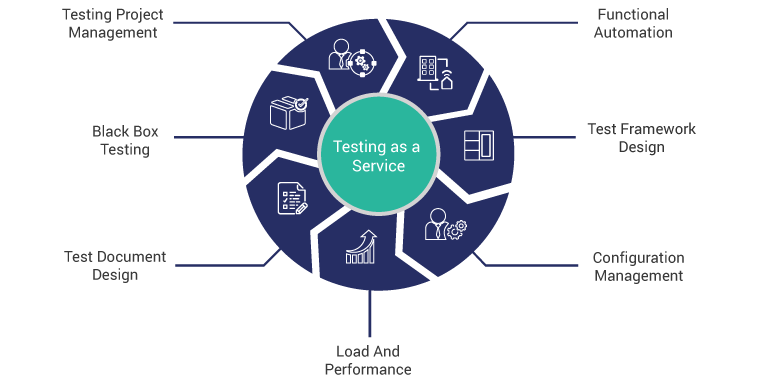 Testing Project
Management
Functional
Automation
Black Box
Testing
Testing as a
Service
Test Framework
Design
Test Document
Design
Configuration
Management
Load And
Performance